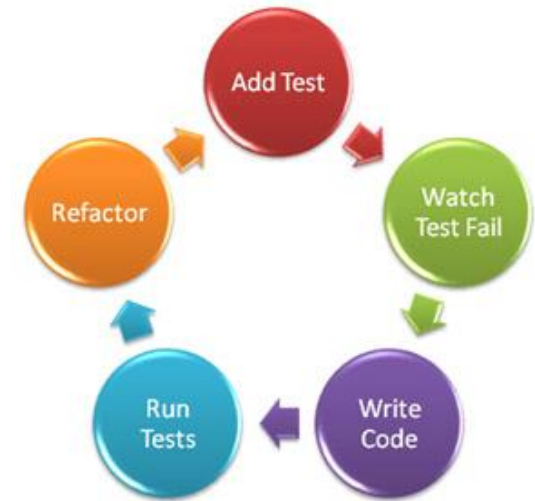 Add Test
Watch
Test Fail
Write
Code
Run
Tests
Refactor